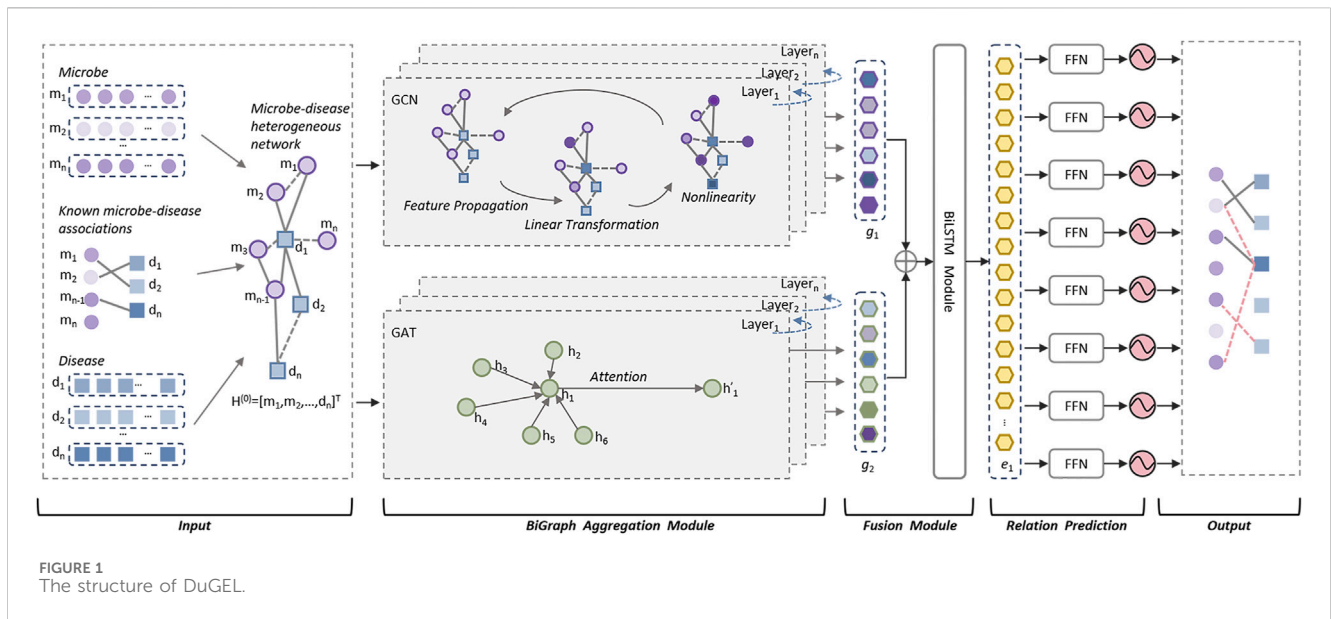 Microbe
m1
m2
...
mn
Known microbe-disease
associations
m1
m2
mn-1
mn
d1
d2
dn
Disease
d1
d2
...
dn
Microbe-disease
heterogeneous
network
m1
m2
m3
mn
d1
mn-1
d2
dn
H(0)=[m1,m2,...,dn]T
Input
Layern
Layer2
Layer1
GCN
Feature Propagation
Linear Transformation
Nonlinearity
Layern
Layer2
Layer1
GAT
h2
h3
Attention
h1
h'1
h4
h5
h6
BiGraph Aggregation Module
g1
g2
BiLSTM Module
Fusion Module
e1
FFN
FFN
FFN
FFN
FFN
FFN
FFN
FFN
Relation Prediction
Output
FIGURE 1
The structure of DuGEL.